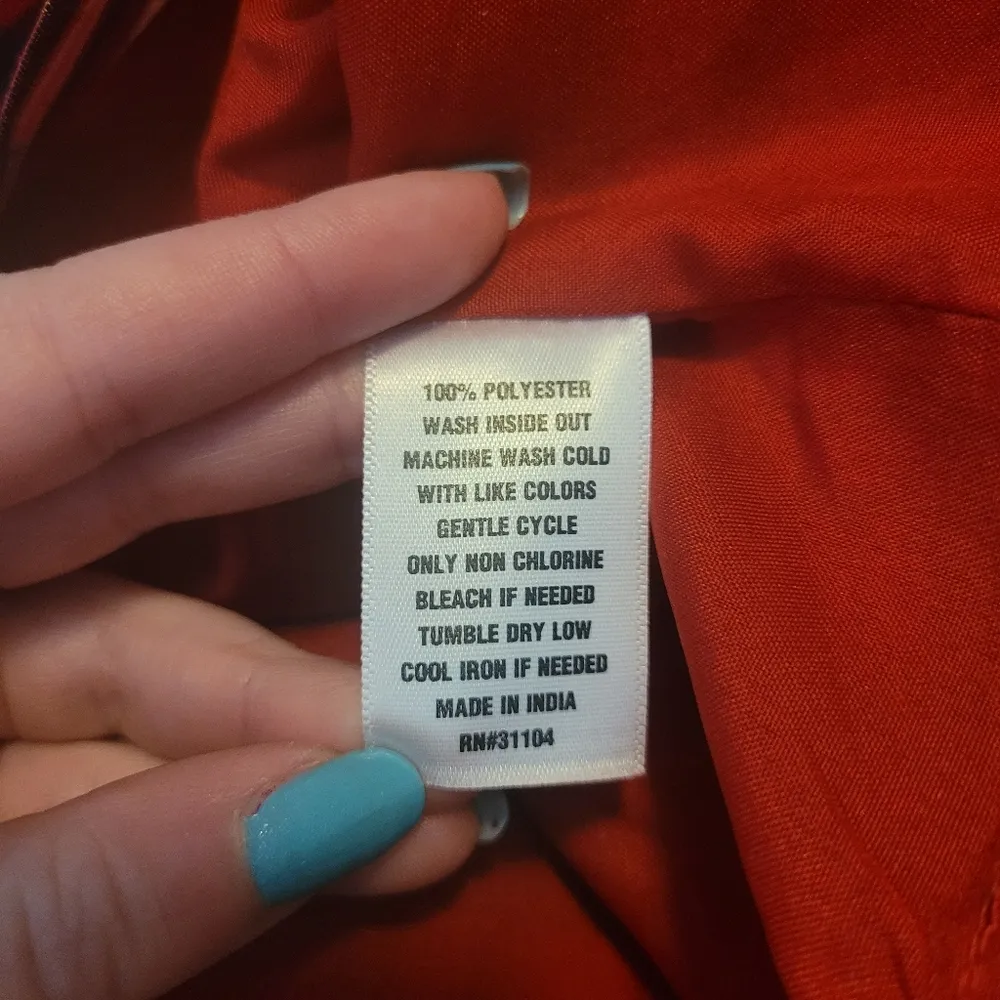 100% POLYESTER
WASH INSIDE OUT
MACHINE WASH COLD
WITH LIKE COLORS
GENTLE CYCLE
ONLY NON CHLORINE
BLEACH IF NEEDED
TUMBLE DRY LOW
COOL IRON IF NEEDED
MADE IN INDIA
RN#31104